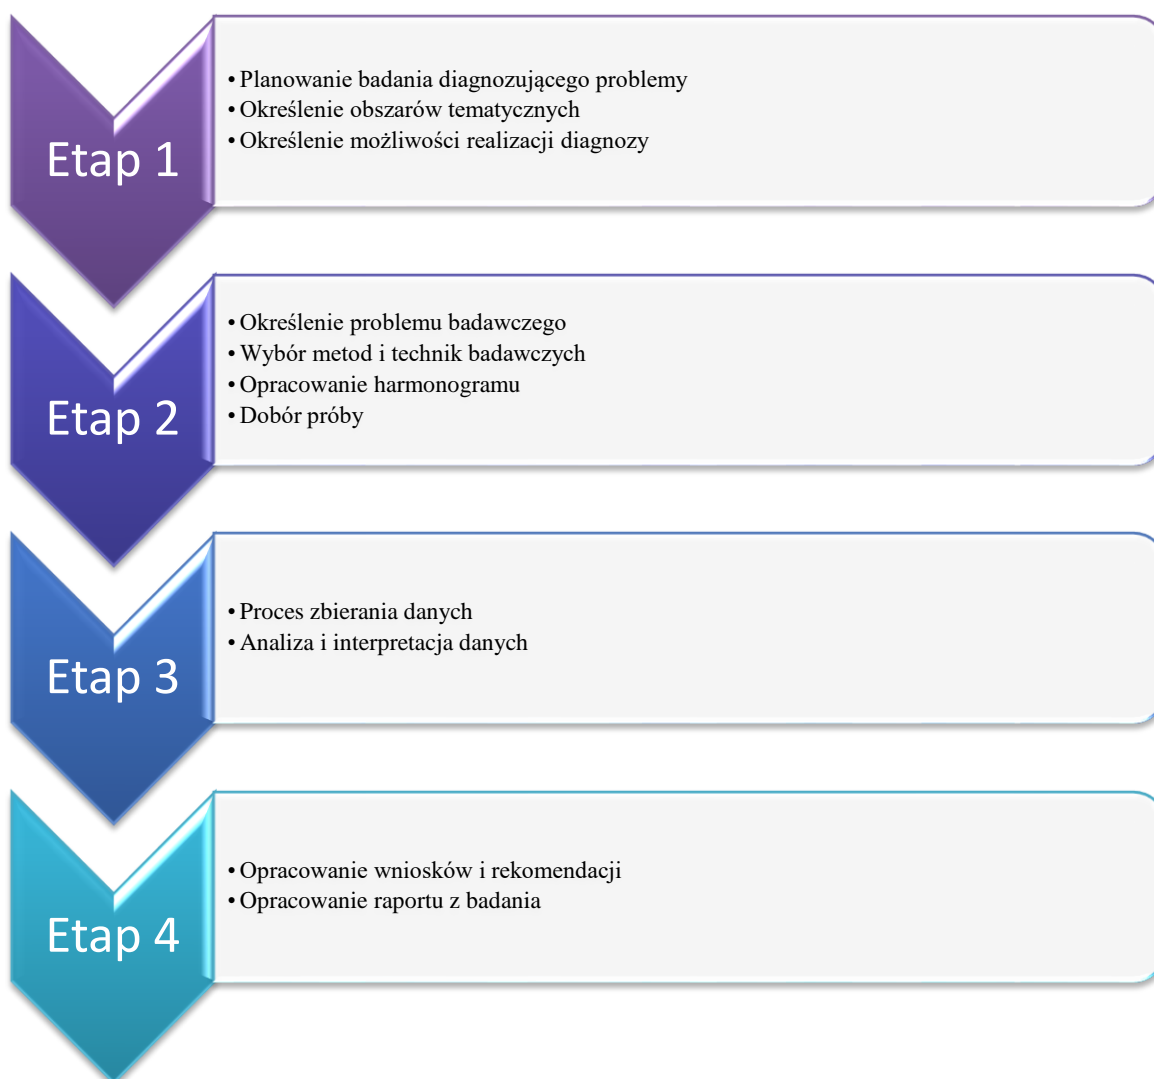 Etap 1
• Planowanie badania diagnozującego problemy
• Określenie obszarów tematycznych
• Określenie możliwości realizacji diagnozy
Etap 2
• Określenie problemu badawczego
• Wybór metod i technik badawczych
• Opracowanie harmonogramu
• Dobór próby
Etap 3
• Proces zbierania danych
• Analiza i interpretacja danych
Etap 4
• Opracowanie wniosków i rekomendacji
• Opracowanie raportu z badania